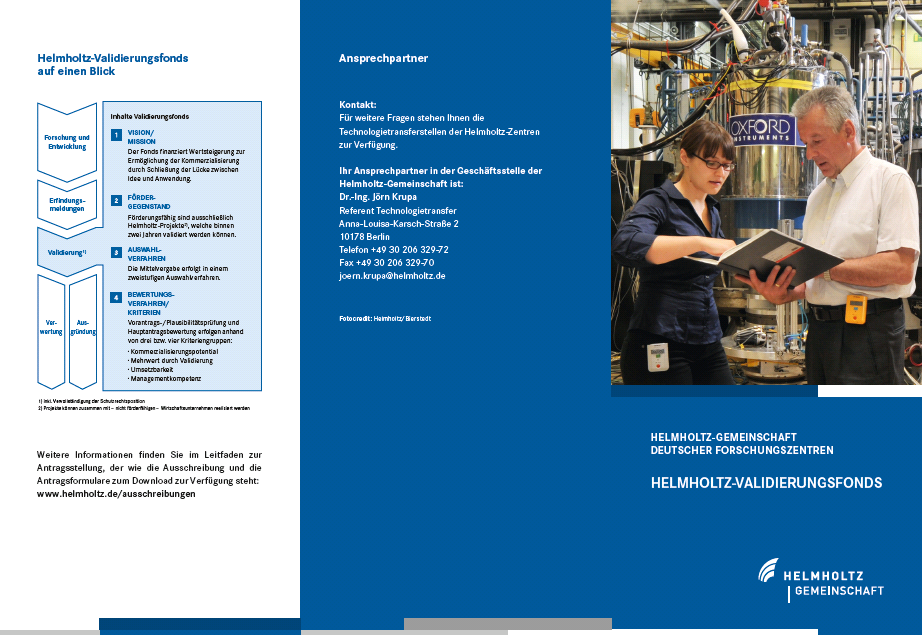 Helmholtz-Validierungsfonds
auf einen Blick
Forschung und
Entwicklung
Erfindungs-
meldungen
Validierung¹⁾
Ver-
wertung
Aus-
gründung
Inhalte Validierungsfonds
1
VISION/
MISSION
Der Fonds finanziert Wertsteigerung zur
Ermöglichung der Kommerzialisierung
durch Schließung der Lücke zwischen
Idee und Anwendung.
2
FÖRDER-
GEGENSTAND
Förderungsfähig sind ausschließlich
Helmholtz-Projekte²⁾, welche binnen
zwei Jahren validiert werden können.
3
AUSWAHL-
VERFAHREN
Die Mittelvergabe erfolgt in einem
zweistufigen Auswahlverfahren.
4
BEWERTUNGS-
VERFAHREN/
KRITERIEN
Vorantrags-/Plausibilitätsprüfung und
Hauptantragsbewertung erfolgen anhand
von drei bzw. vier Kriteriengruppen:
· Kommerzialisierungspotential
· Mehrwert durch Validierung
· Umsetzbarkeit
· Managementkompetenz
1) inkl. Vervollständigung der Schutzrechtsposition
2) Projekte können zusammen mit – nicht förderfähigen – Wirtschaftsunternehmen realisiert werden
Weitere Informationen finden Sie im Leitfaden zur
Antragsstellung, der wie die Ausschreibung und die
Antragsformulare zum Download zur Verfügung steht:
www.helmholtz.de/ausschreibungen
Ansprechpartner
Kontakt:
Für weitere Fragen stehen Ihnen die
Technologietransferstellen der Helmholtz-Zentren
zur Verfügung.
Ihr Ansprechpartner in der Geschäftsstelle der
Helmholtz-Gemeinschaft ist:
Dr.-Ing. Jörn Krupa
Referent Technologietransfer
Anna-Louisa-Karsch-Straße 2
10178 Berlin
Telefon +49 30 206 329-72
Fax +49 30 206 329-70
joern.krupa@helmholtz.de
Fotocredit: Helmholtz/Bierstedt
OXFORD
INSTRUMENTS
HELMHOLTZ-GEMEINSCHAFT
DEUTSCHER FORSCHUNGSZENTREN
HELMHOLTZ-VALIDIERUNGSFONDS
HELMHOLTZ
GEMEINSCHAFT